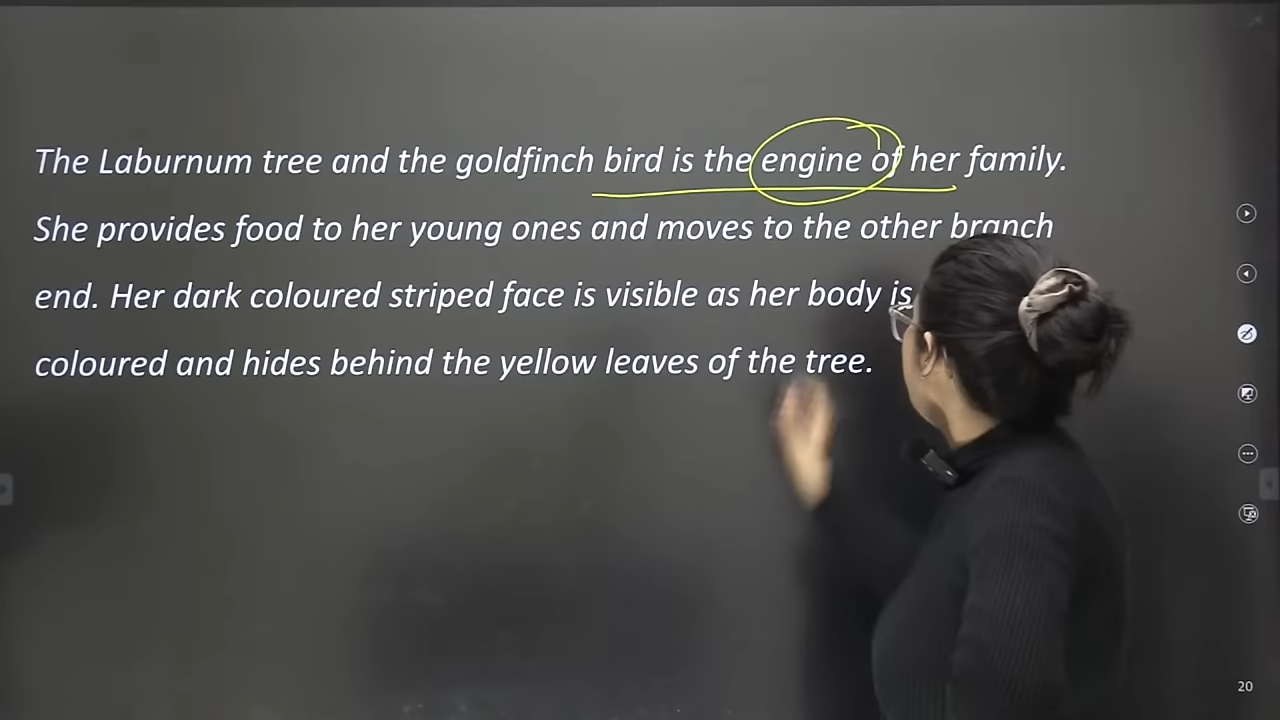 The Laburnum tree and the goldfinch bird is the engine of her family.
She provides food to her young ones and moves to the other branch
end. Her dark coloured striped face is visible as her body is
coloured and hides behind the yellow leaves of the tree.
20